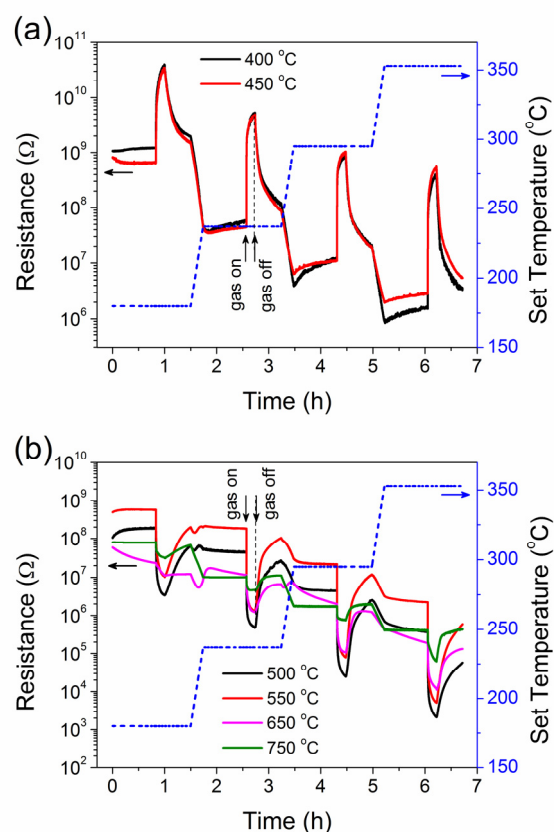 (a)
10^11
10^10
10^9
10^8
10^7
10^6
Resistance (Ω)
400 °C
450 °C
gas on
gas off
350
300
250
200
150
Set Temperature (°C)
0 1 2 3 4 5 6 7
Time (h)
(b)
10^10
10^9
10^8
10^7
10^6
10^5
10^4
10^3
10^2
Resistance (Ω)
gas on
gas off
500 °C
550 °C
650 °C
750 °C
350
300
250
200
150
Set Temperature (°C)
0 1 2 3 4 5 6 7
Time (h)